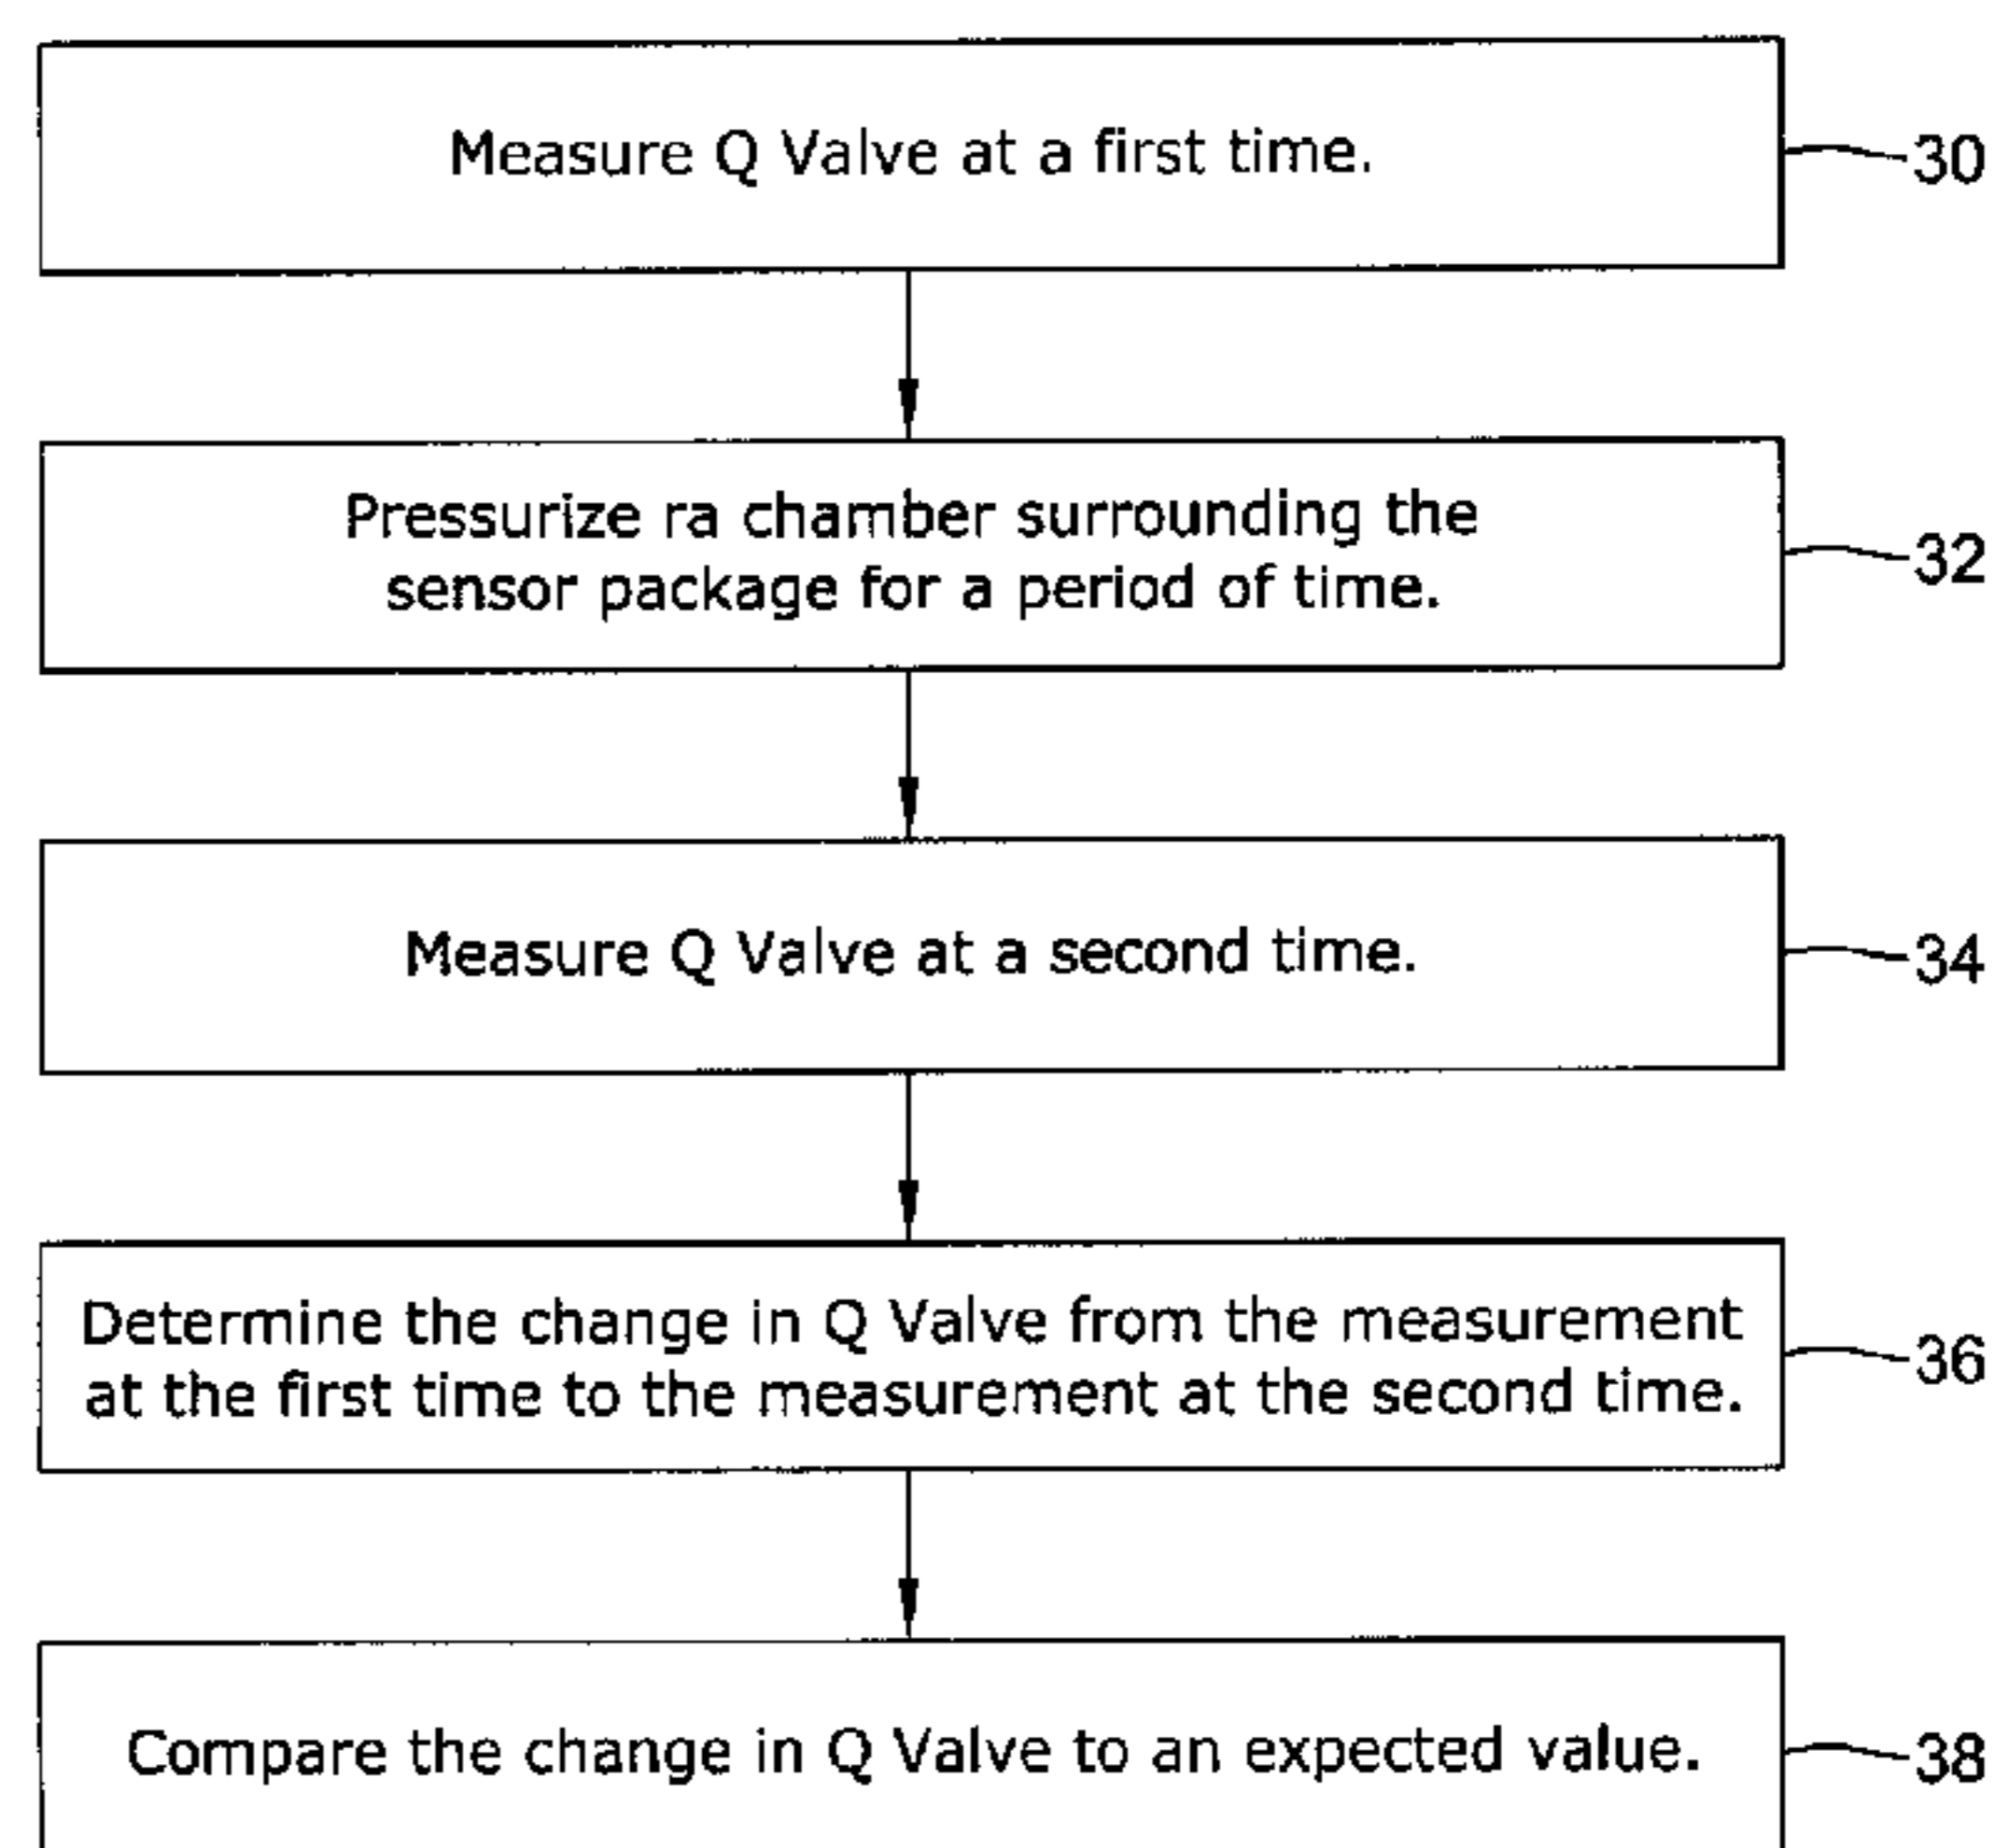 Measure Q Valve at a first time.
30
Pressurize ra chamber surrounding the
sensor package for a period of time.
32
Measure Q Valve at a second time.
34
Determine the change in Q Valve from the measurement
at the first time to the measurement at the second time.
36
Compare the change in Q Valve to an expected value.
38